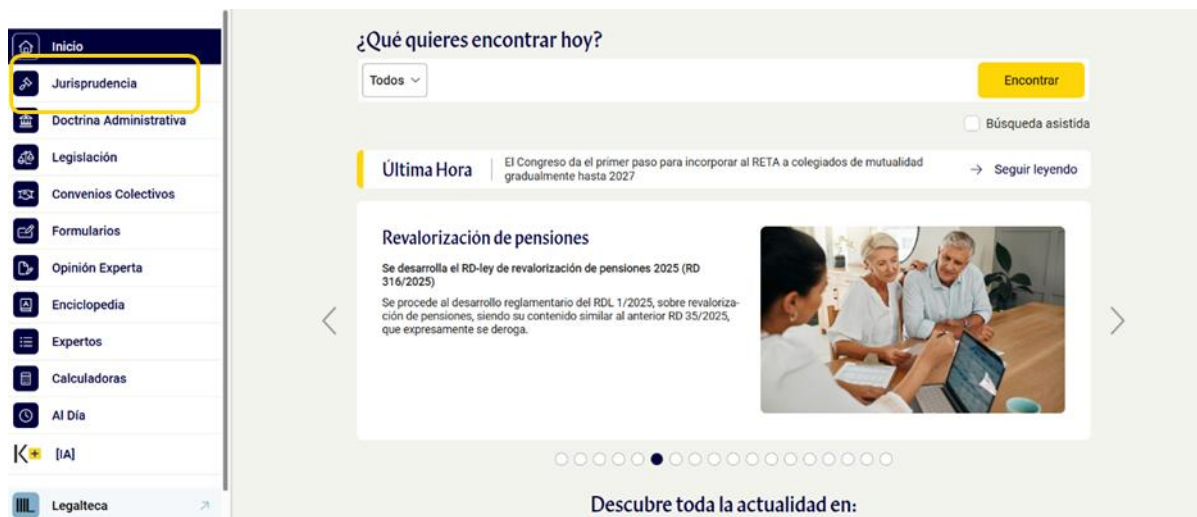 Inicio
Jurisprudencia
Doctrina Administrativa
Legislación
Convenios Colectivos
Formularios
Opinión Experta
Enciclopedia
Expertos
Calculadoras
Al Día
K+ [IA]
Legalteca
¿Qué quieres encontrar hoy?
Todos
Encontrar
Búsqueda asistida
Última Hora
El Congreso da el primer paso para incorporar al RETA a colegiados de mutualidad
gradualmente hasta 2027
Seguir leyendo
Revalorización de pensiones
Se desarrolla el RD-ley de revalorización de pensiones 2025 (RD
316/2025)
Se procede al desarrollo reglamentario del RDL 1/2025, sobre revaloriza-
ción de pensiones, siendo su contenido similar al anterior RD 35/2025,
que expresamente se deroga.
Descubre toda la actualidad en: